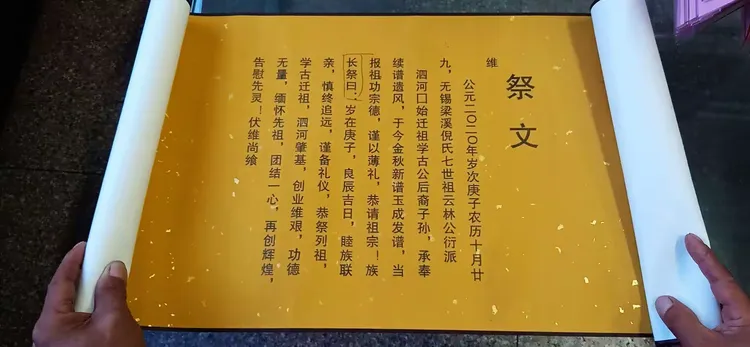 祭文
维
公元二〇二〇年岁次庚子农历十月廿
九，无锡梁溪倪氏七世祖云林公衍派
泗河口始迁祖学古公后裔子孙，承奉
续谱遗风，于今金秋新谱玉成发谱，当
报祖功宗德，谨以薄礼，恭请祖宗！族
长祭曰：岁在庚子，良辰吉日，睦族联
亲，慎终追远，谨备礼仪，恭祭列祖，
学古迁祖，泗河肇基，创业维艰，功德
无量，缅怀先祖，团结一心，再创辉煌，
告慰先灵！伏维尚飨